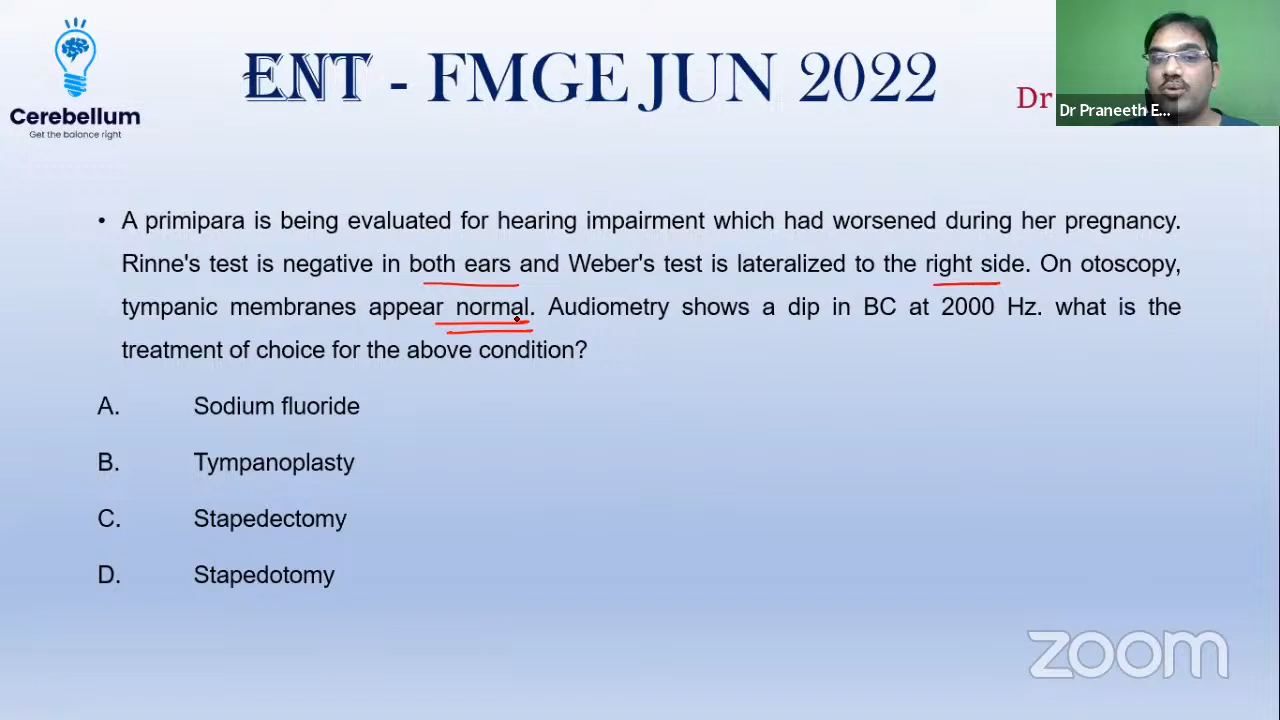 Cerebellum
Get the balance right
ENT - FMGE JUN 2022
Dr
Dr Praneeth E...
• A primipara is being evaluated for hearing impairment which had worsened during her pregnancy.
Rinne's test is negative in both ears and Weber's test is lateralized to the right side. On otoscopy,
tympanic membranes appear normal. Audiometry shows a dip in BC at 2000 Hz. what is the
treatment of choice for the above condition?
A. Sodium fluoride
B. Tympanoplasty
C. Stapedectomy
D. Stapedotomy
zoom